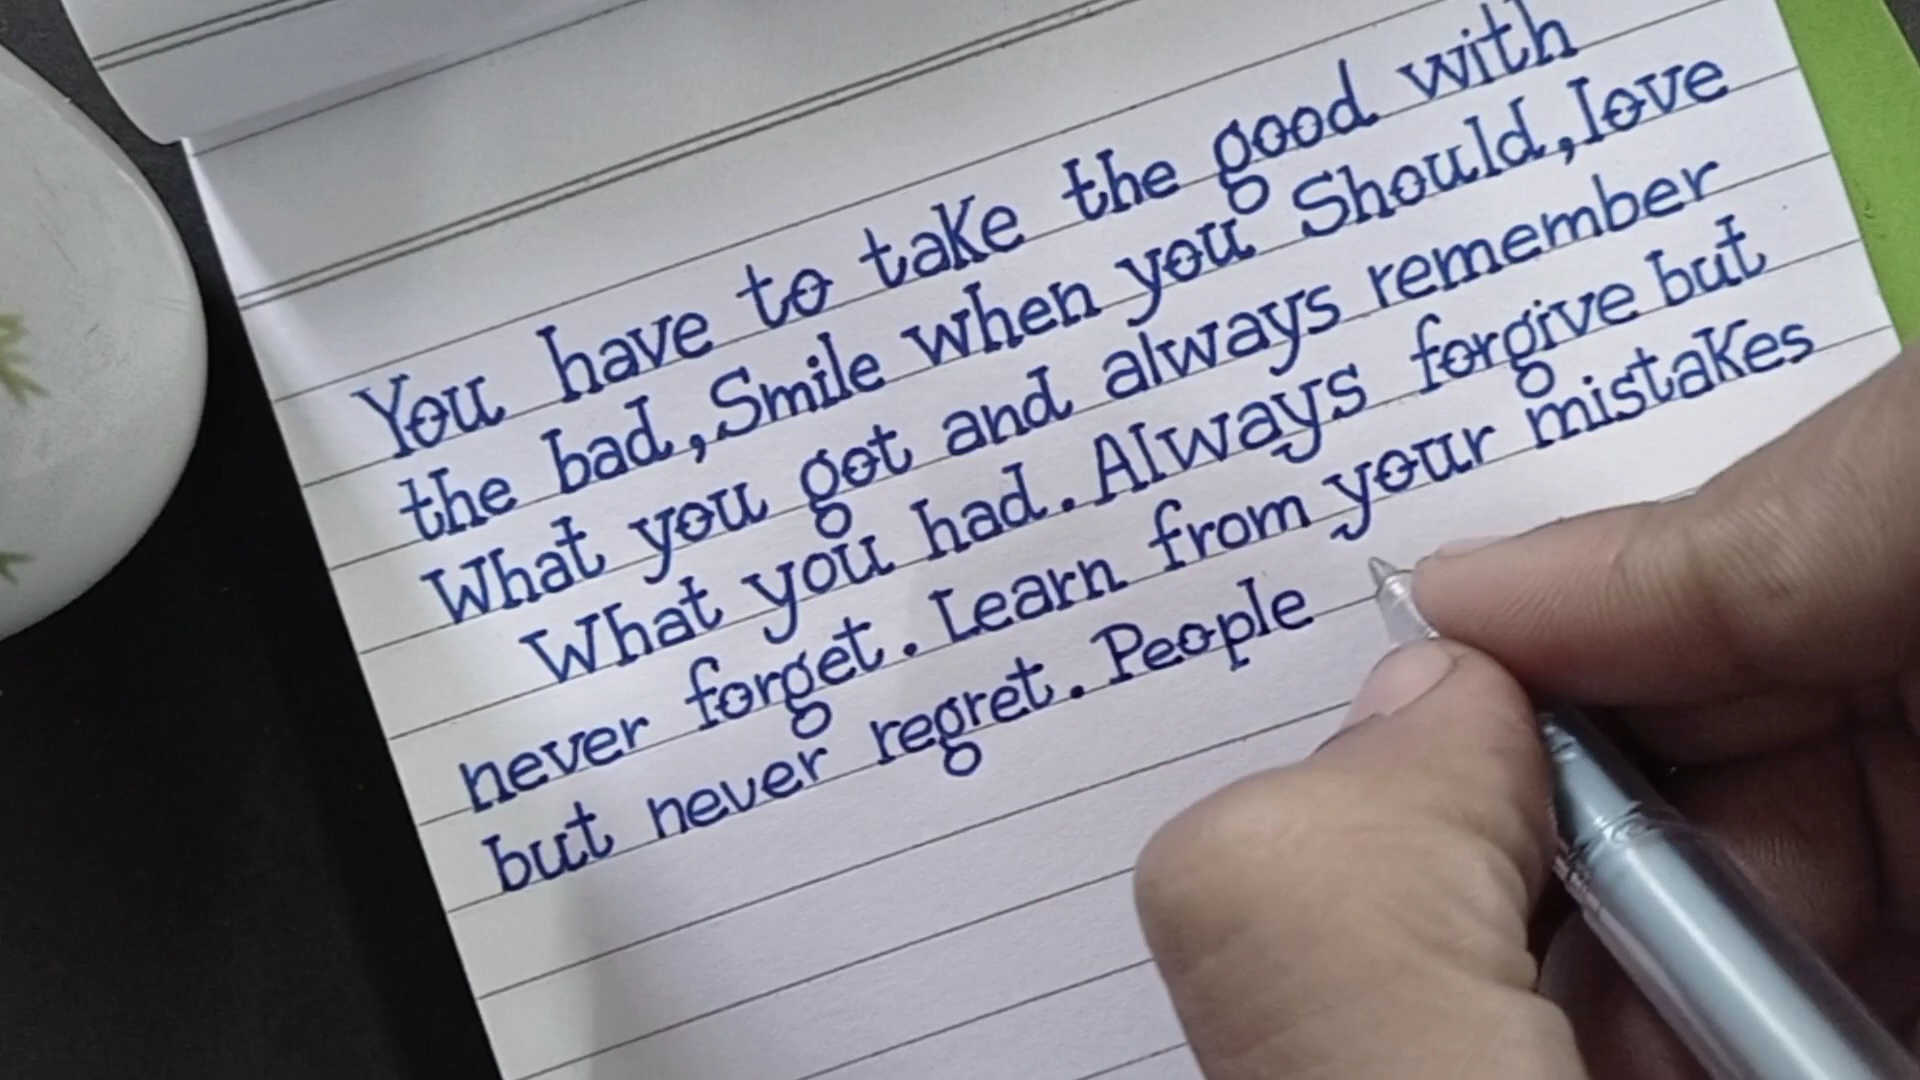 You have to take the good with
the bad, Smile when you Should, love
What you got and always remember
What you had. Always forgive but
never forget. Learn from your mistakes
but never regret. People